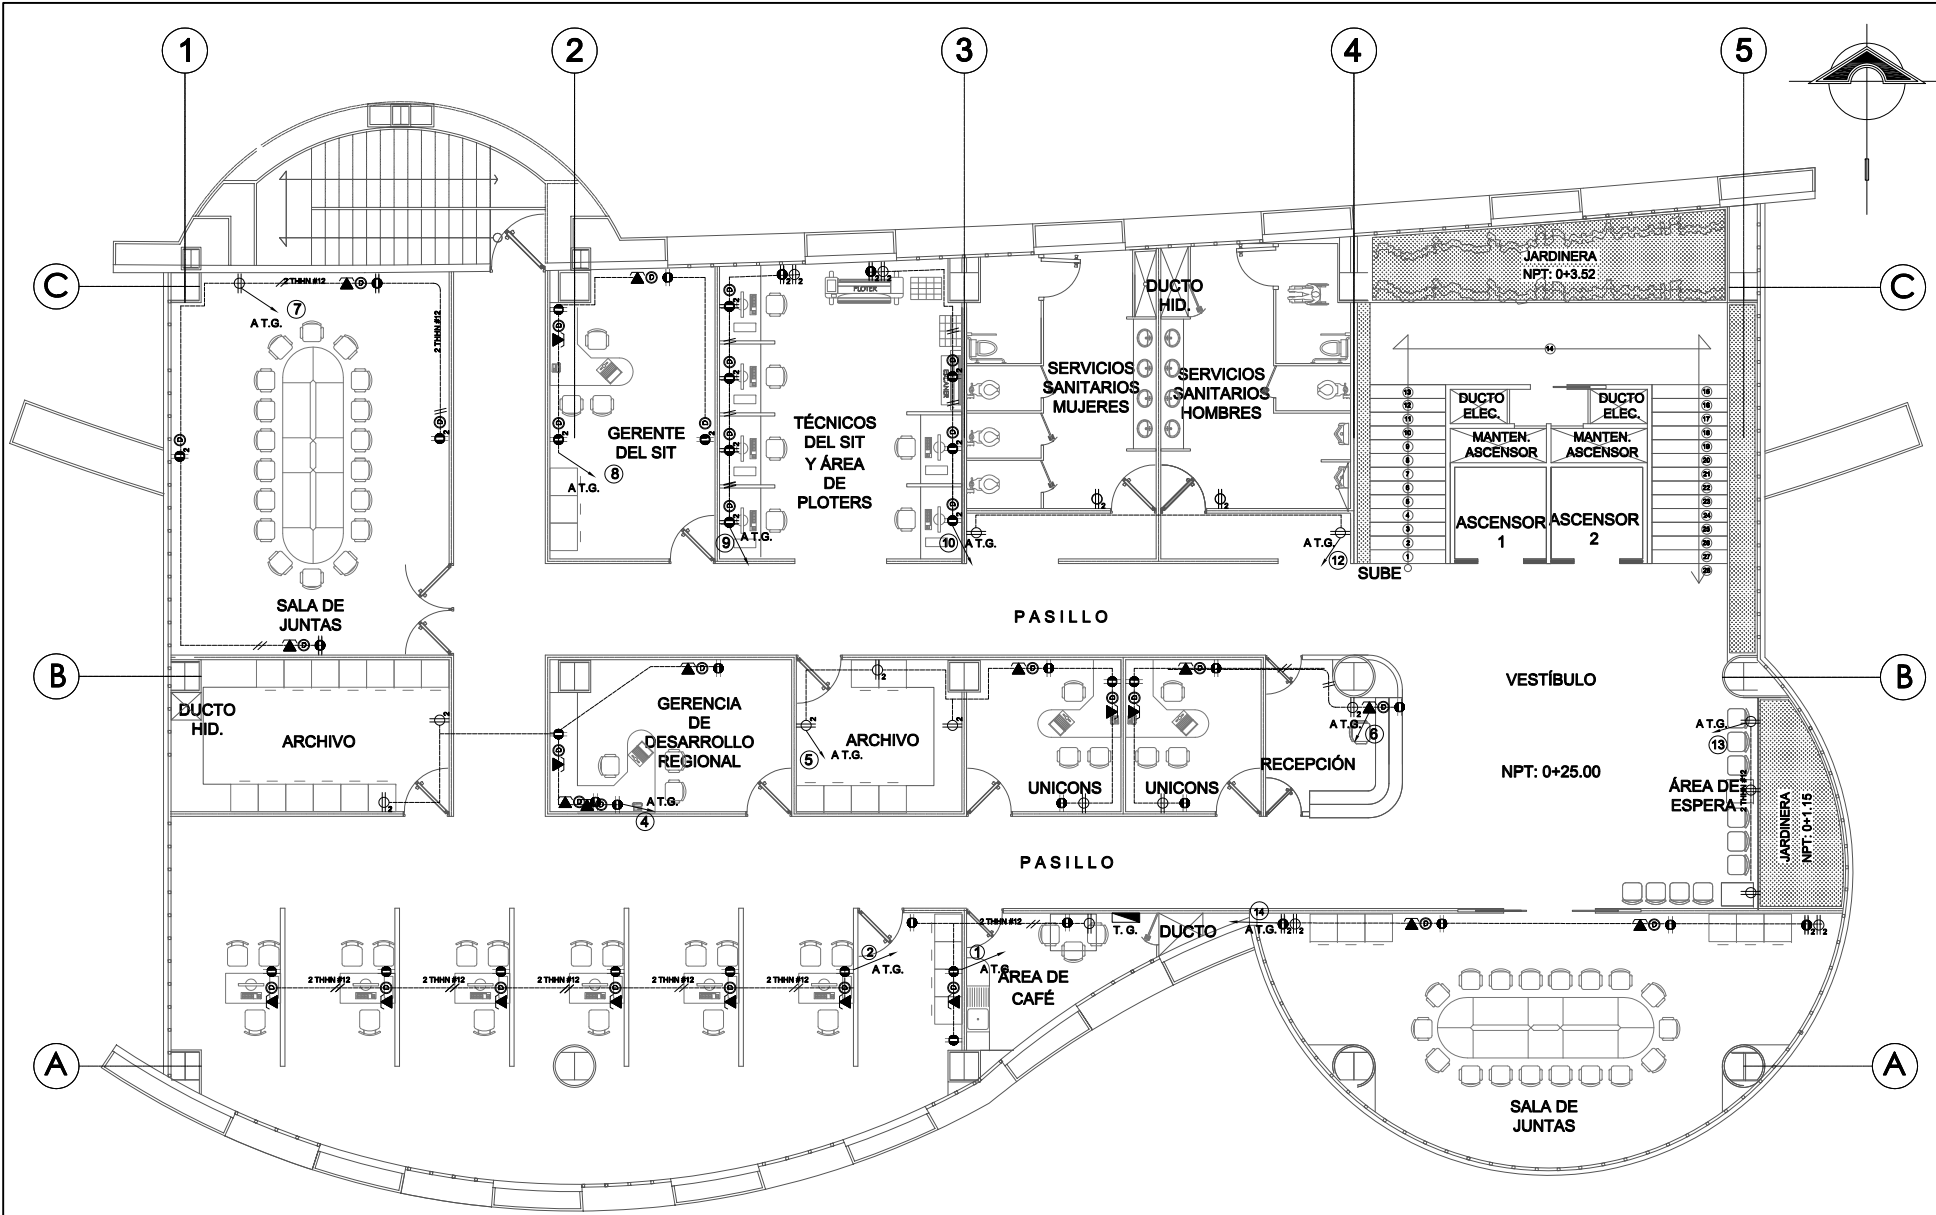 1
2
3
4
5
C
C
JARDINERA
NPT: 0+3.52
2 THHN #12
7
A T.G.
2 THHN #12
PLOTER
DUCTO
HID.
14
SERVICIOS
SANITARIOS
MUJERES
SERVICIOS
SANITARIOS
HOMBRES
ESCANER
DUCTO
ELEC.
DUCTO
ELEC.
MANTEN.
ASCENSOR
MANTEN.
ASCENSOR
GERENTE
DEL SIT
8
A T.G.
TÉCNICOS
DEL SIT
Y ÁREA
DE
PLOTERS
9
A T.G.
10
A T.G.
A T.G.
12
ASCENSOR
1
ASCENSOR
2
SUBE
SALA DE
JUNTAS
PASILLO
B
B
VESTÍBULO
NPT: 0+25.00
DUCTO
HID.
ARCHIVO
GERENCIA
DE
DESARROLLO
REGIONAL
A T.G.
4
ARCHIVO
5
A T.G.
UNICONS
UNICONS
RECEPCIÓN
A T.G.
6
A T.G.
13
ÁREA DE
ESPERA
2 THHN #12
JARDINERA
NPT: 0+1.15
PASILLO
2 THHN #12
2 THHN #12
2 THHN #12
2 THHN #12
2 THHN #12
2
A T.G.
2 THHN #12
1
A T.G.
ÁREA DE
CAFÉ
T. G.
DUCTO
14
A T.G.
A
A
SALA DE
JUNTAS